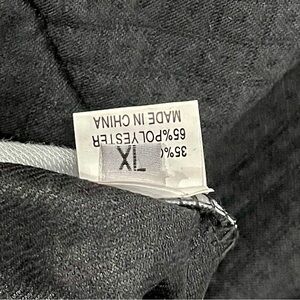 XL
35%
65%POLYESTER
MADE IN CHINA